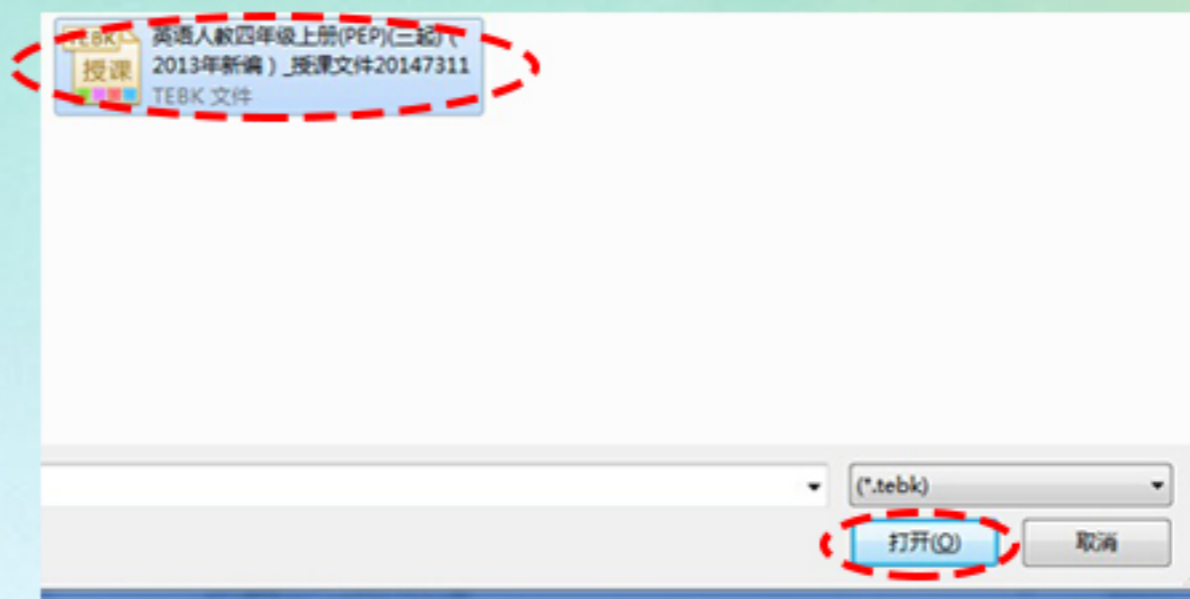 TEBK
授课
英语人教四年级上册(PEP)(三起)(
2013年新编）_授课文件20147311
TEBK 文件
(*.tebk)
打开(O)
取消